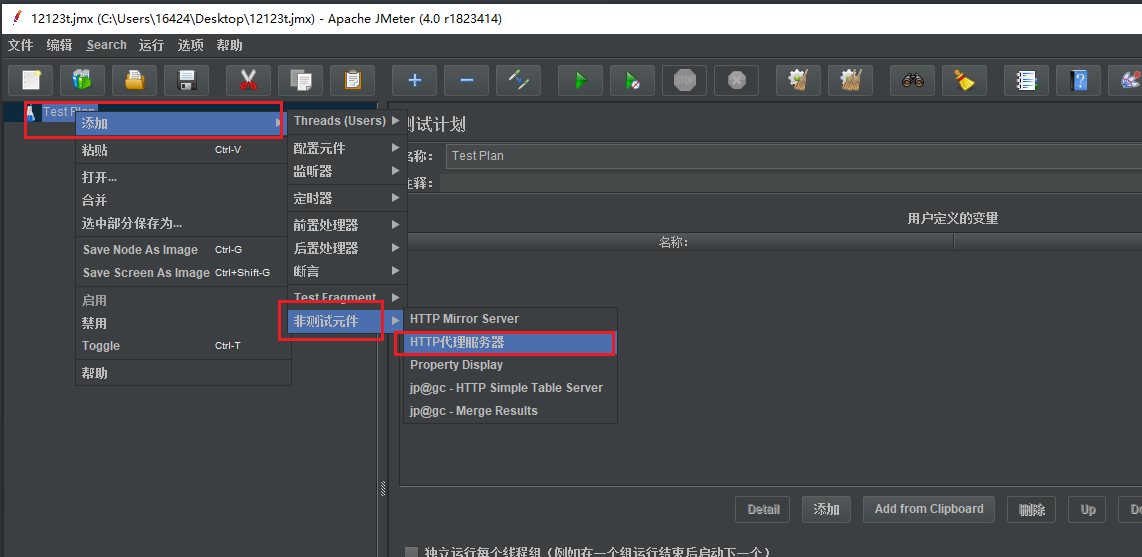 12123t.jmx (C:\Users\16424\Desktop\12123t.jmx) - Apache JMeter (4.0 r1823414)
文件 编辑 Search 运行 选项 帮助
STOP
Test Plan
添加
粘贴 Ctrl-V
打开...
合并
选中部分保存为...
Save Node As Image Ctrl-G
Save Screen As Image Ctrl+Shift-G
启用
禁用
Toggle Ctrl-T
帮助
Threads (Users)
配置元件
监听器
定时器
前置处理器
后置处理器
断言
Test Fragment
非测试元件
HTTP Mirror Server
HTTP代理服务器
Property Display
jp@gc - HTTP Simple Table Server
jp@gc - Merge Results
测试计划
名称： Test Plan
注释：
用户定义的变量
名称：
Detail 添加 Add from Clipboard 删除 Up
独立运行每个线程组（例如在一个组运行结束后启动下一个）